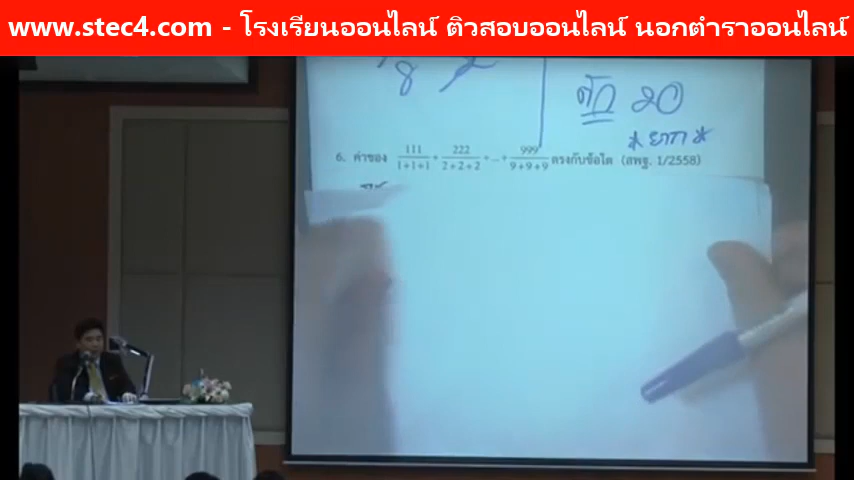 www.stec4.com - โรงเรียนออนไลน์ ติวสอบออนไลน์ นอกตำราออนไลน์
8
ตัว 20
*ยาก*
6. ค่าของ 111/(1+1+1) + 222/(2+2+2) + ... + 999/(9+9+9) ตรงกับข้อใด (สพฐ. 1/2558)